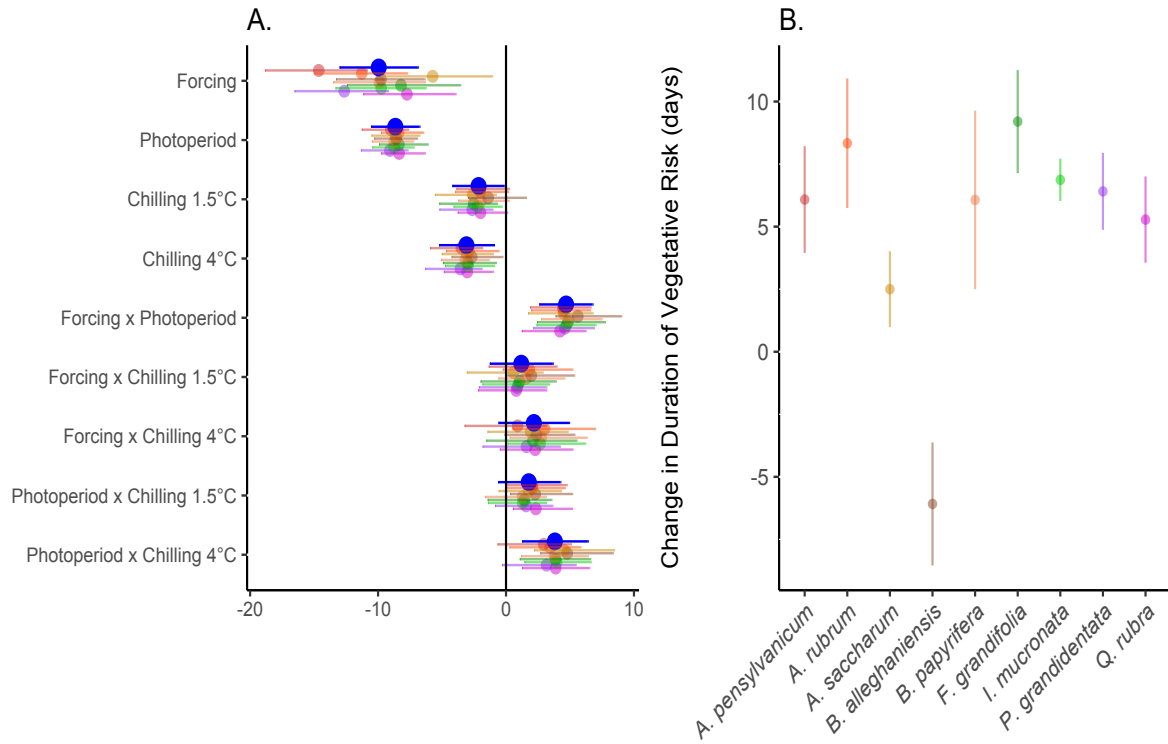 A.
Forcing
Photoperiod
Chilling 1.5°C
Chilling 4°C
Forcing x Photoperiod
Forcing x Chilling 1.5°C
Forcing x Chilling 4°C
Photoperiod x Chilling 1.5°C
Photoperiod x Chilling 4°C
-20
-10
0
10
B.
Change in Duration of Vegetative Risk (days)
10
5
0
-5
A. pensylvanicum
A. rubrum
A. saccharum
B. alleghaniensis
B. papyrifera
F. grandifolia
I. mucronata
P. grandidentata
Q. rubra